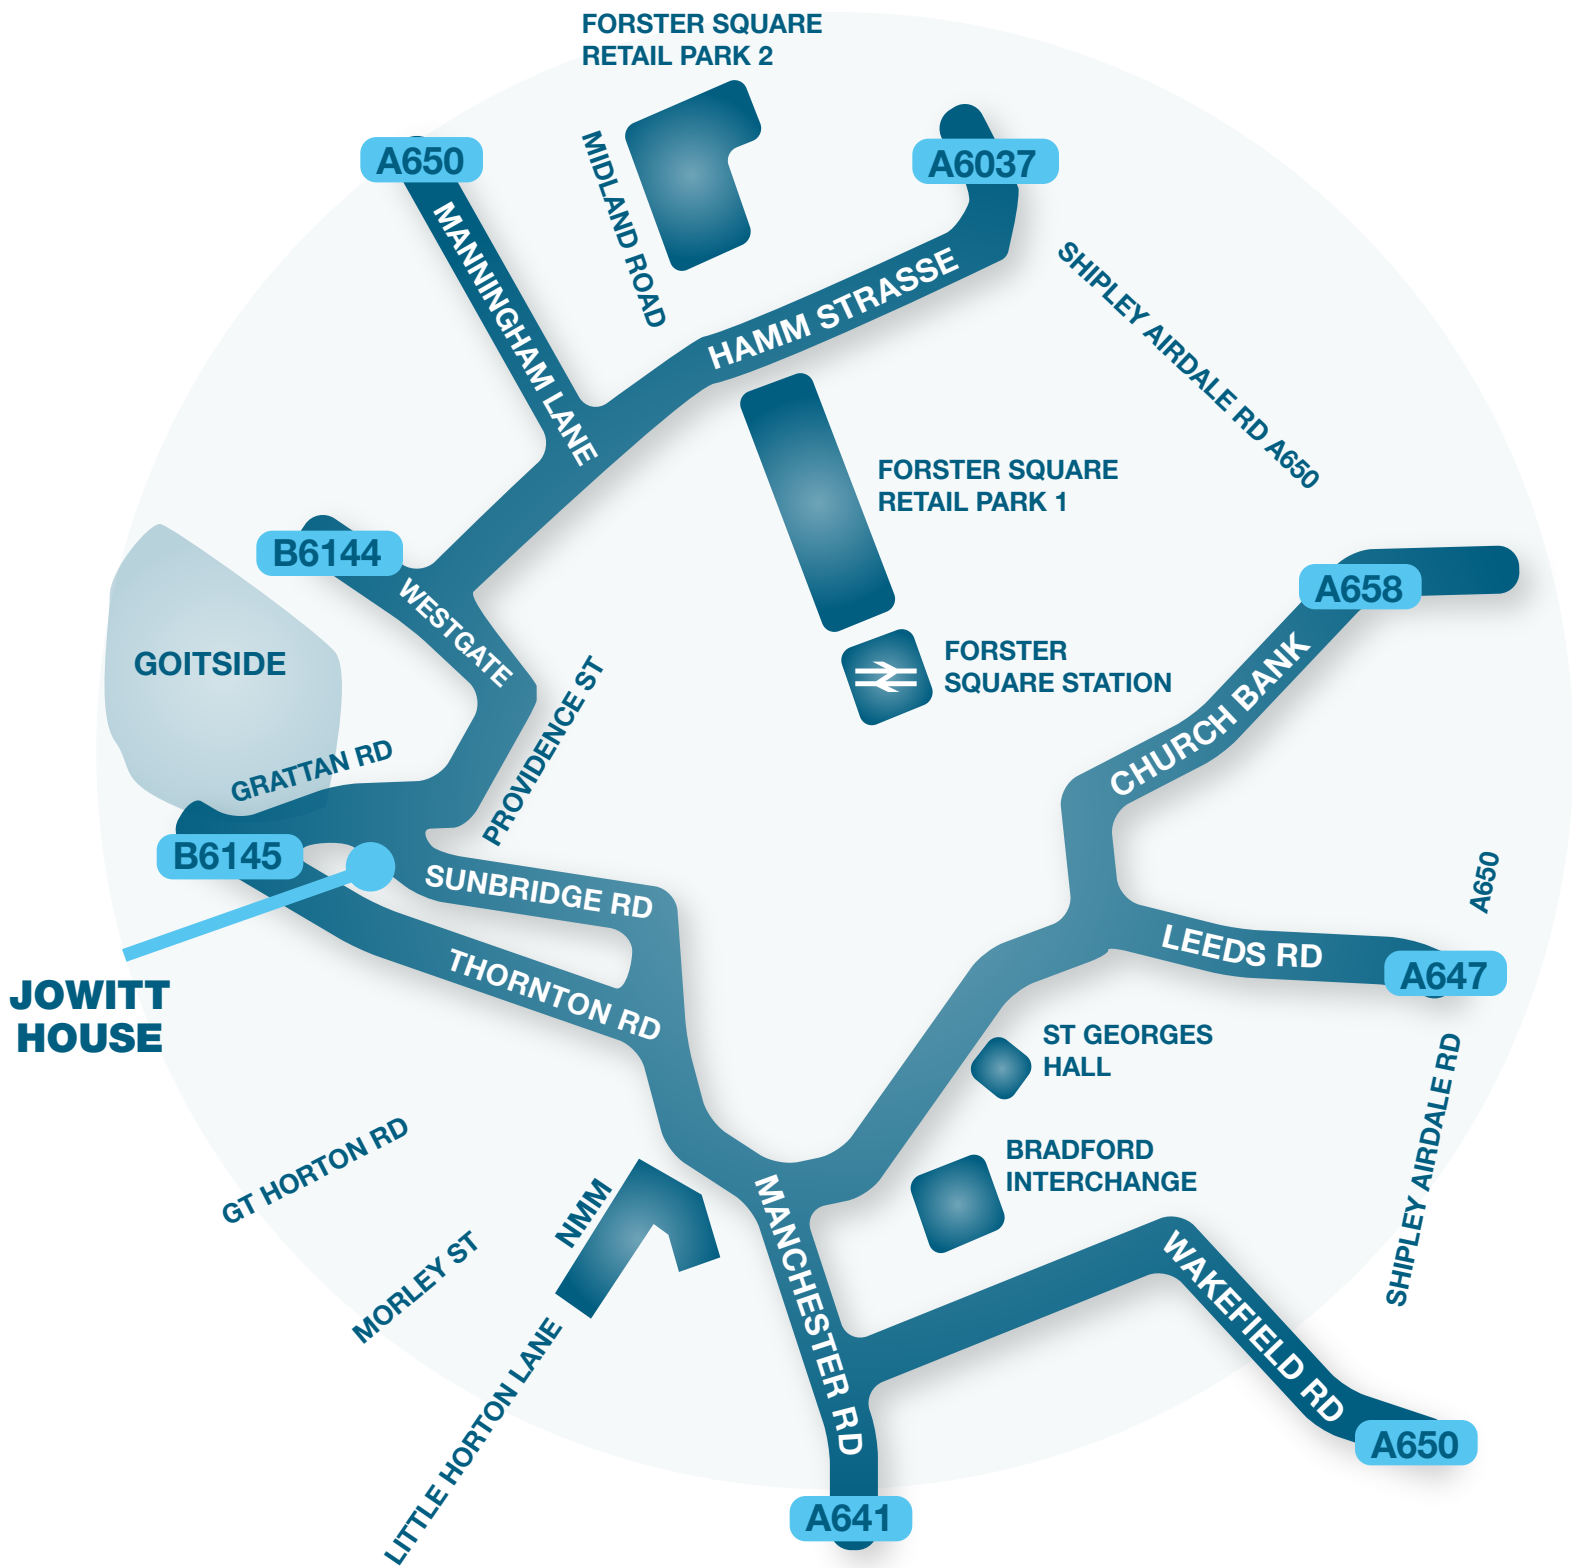 FORSTER SQUARE
RETAIL PARK 2
A650
A6037
MIDLAND ROAD
MANNINGHAM LANE
HAMM STRASSE
SHIPLEY AIRDALE RD A650
FORSTER SQUARE
RETAIL PARK 1
B6144
WESTGATE
A658
GOITSIDE
FORSTER
SQUARE STATION
CHURCH BANK
PROVIDENCE ST
GRATTAN RD
B6145
SUNBRIDGE RD
A650
THORNTON RD
LEEDS RD
A647
JOWITT
HOUSE
ST GEORGES
HALL
SHIPLEY AIRDALE RD
GT HORTON RD
BRADFORD
INTERCHANGE
NMM
MORLEY ST
MANCHESTER RD
WAKEFIELD RD
LITTLE HORTON LANE
A650
A641